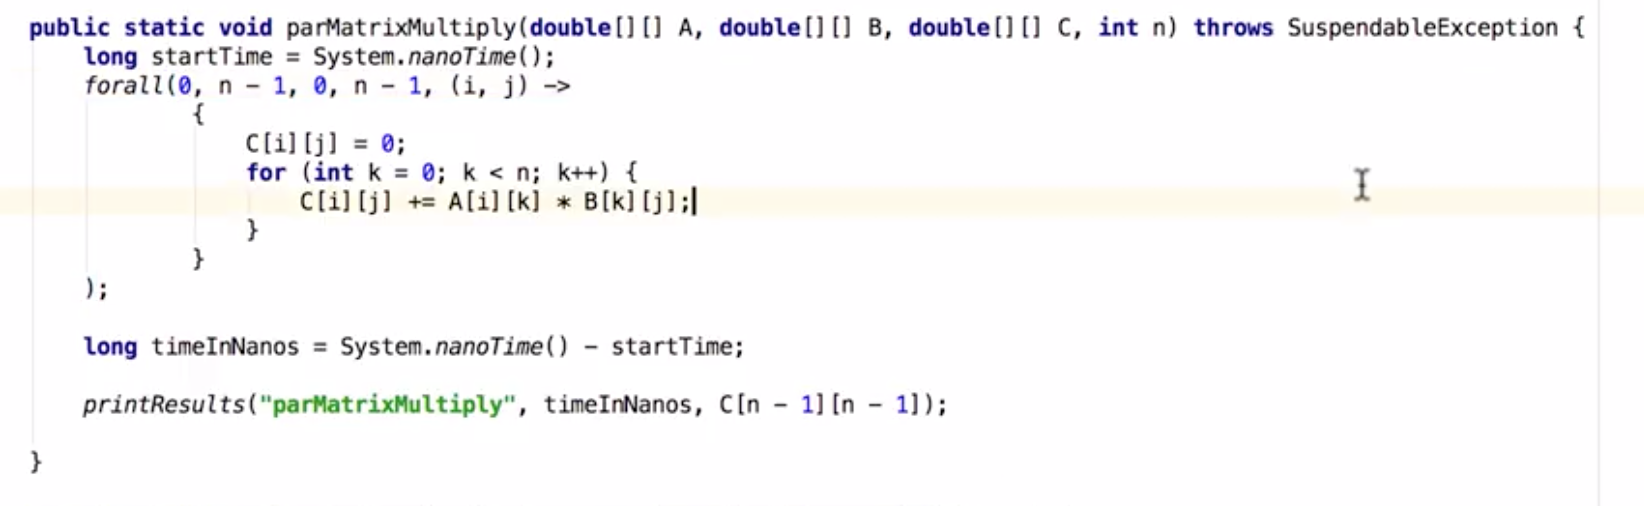 public static void parMatrixMultiply(double[][] A, double[][] B, double[][] C, int n) throws SuspendableException {
long startTime = System.nanoTime();
forall(0, n - 1, 0, n - 1, (i, j) ->
{
C[i][j] = 0;
for (int k = 0; k < n; k++) {
C[i][j] += A[i][k] * B[k][j];
}
}
);
long timeInNanos = System.nanoTime() - startTime;
printResults("parMatrixMultiply", timeInNanos, C[n - 1][n - 1]);
}